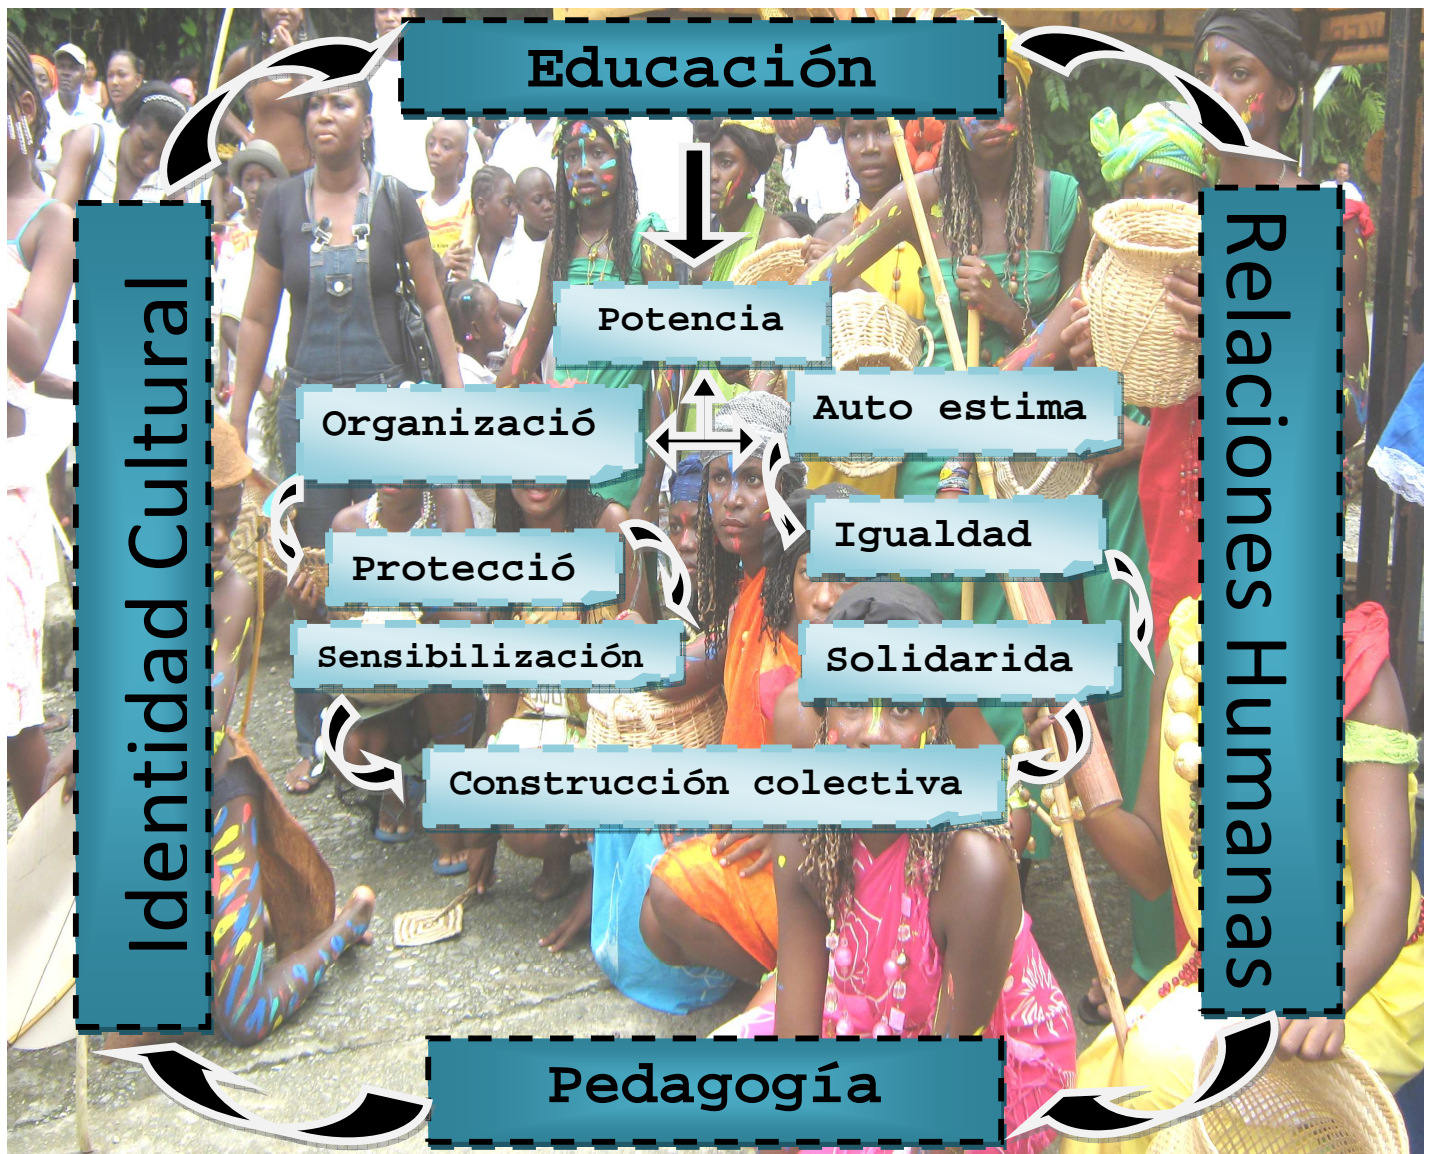 Educación
Identidad Cultural
Relaciones Humanas
Potencia
Organizació
Auto estima
Protecció
Igualdad
Sensibilización
Solidarida
Construcción colectiva
Pedagogía